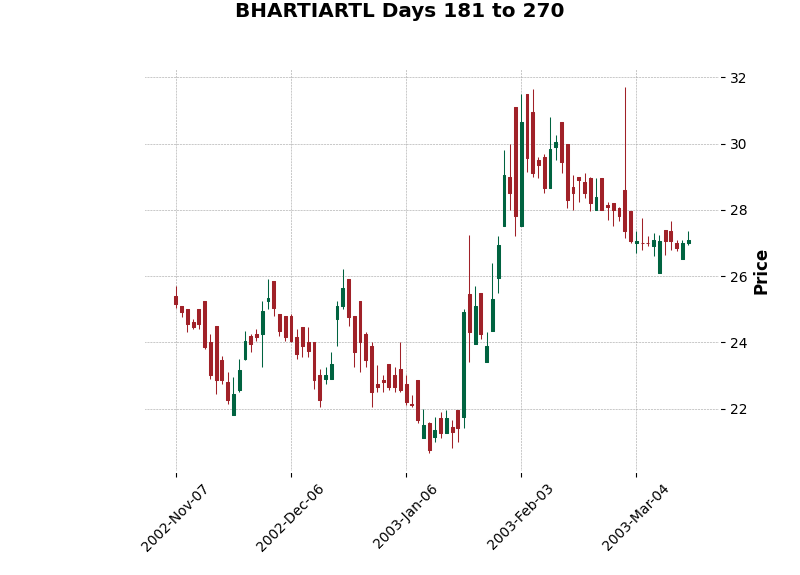 BHARTIARTL Days 181 to 270
32
30
28
26
24
22
Price
2002-Nov-07
2002-Dec-06
2003-Jan-06
2003-Feb-03
2003-Mar-04